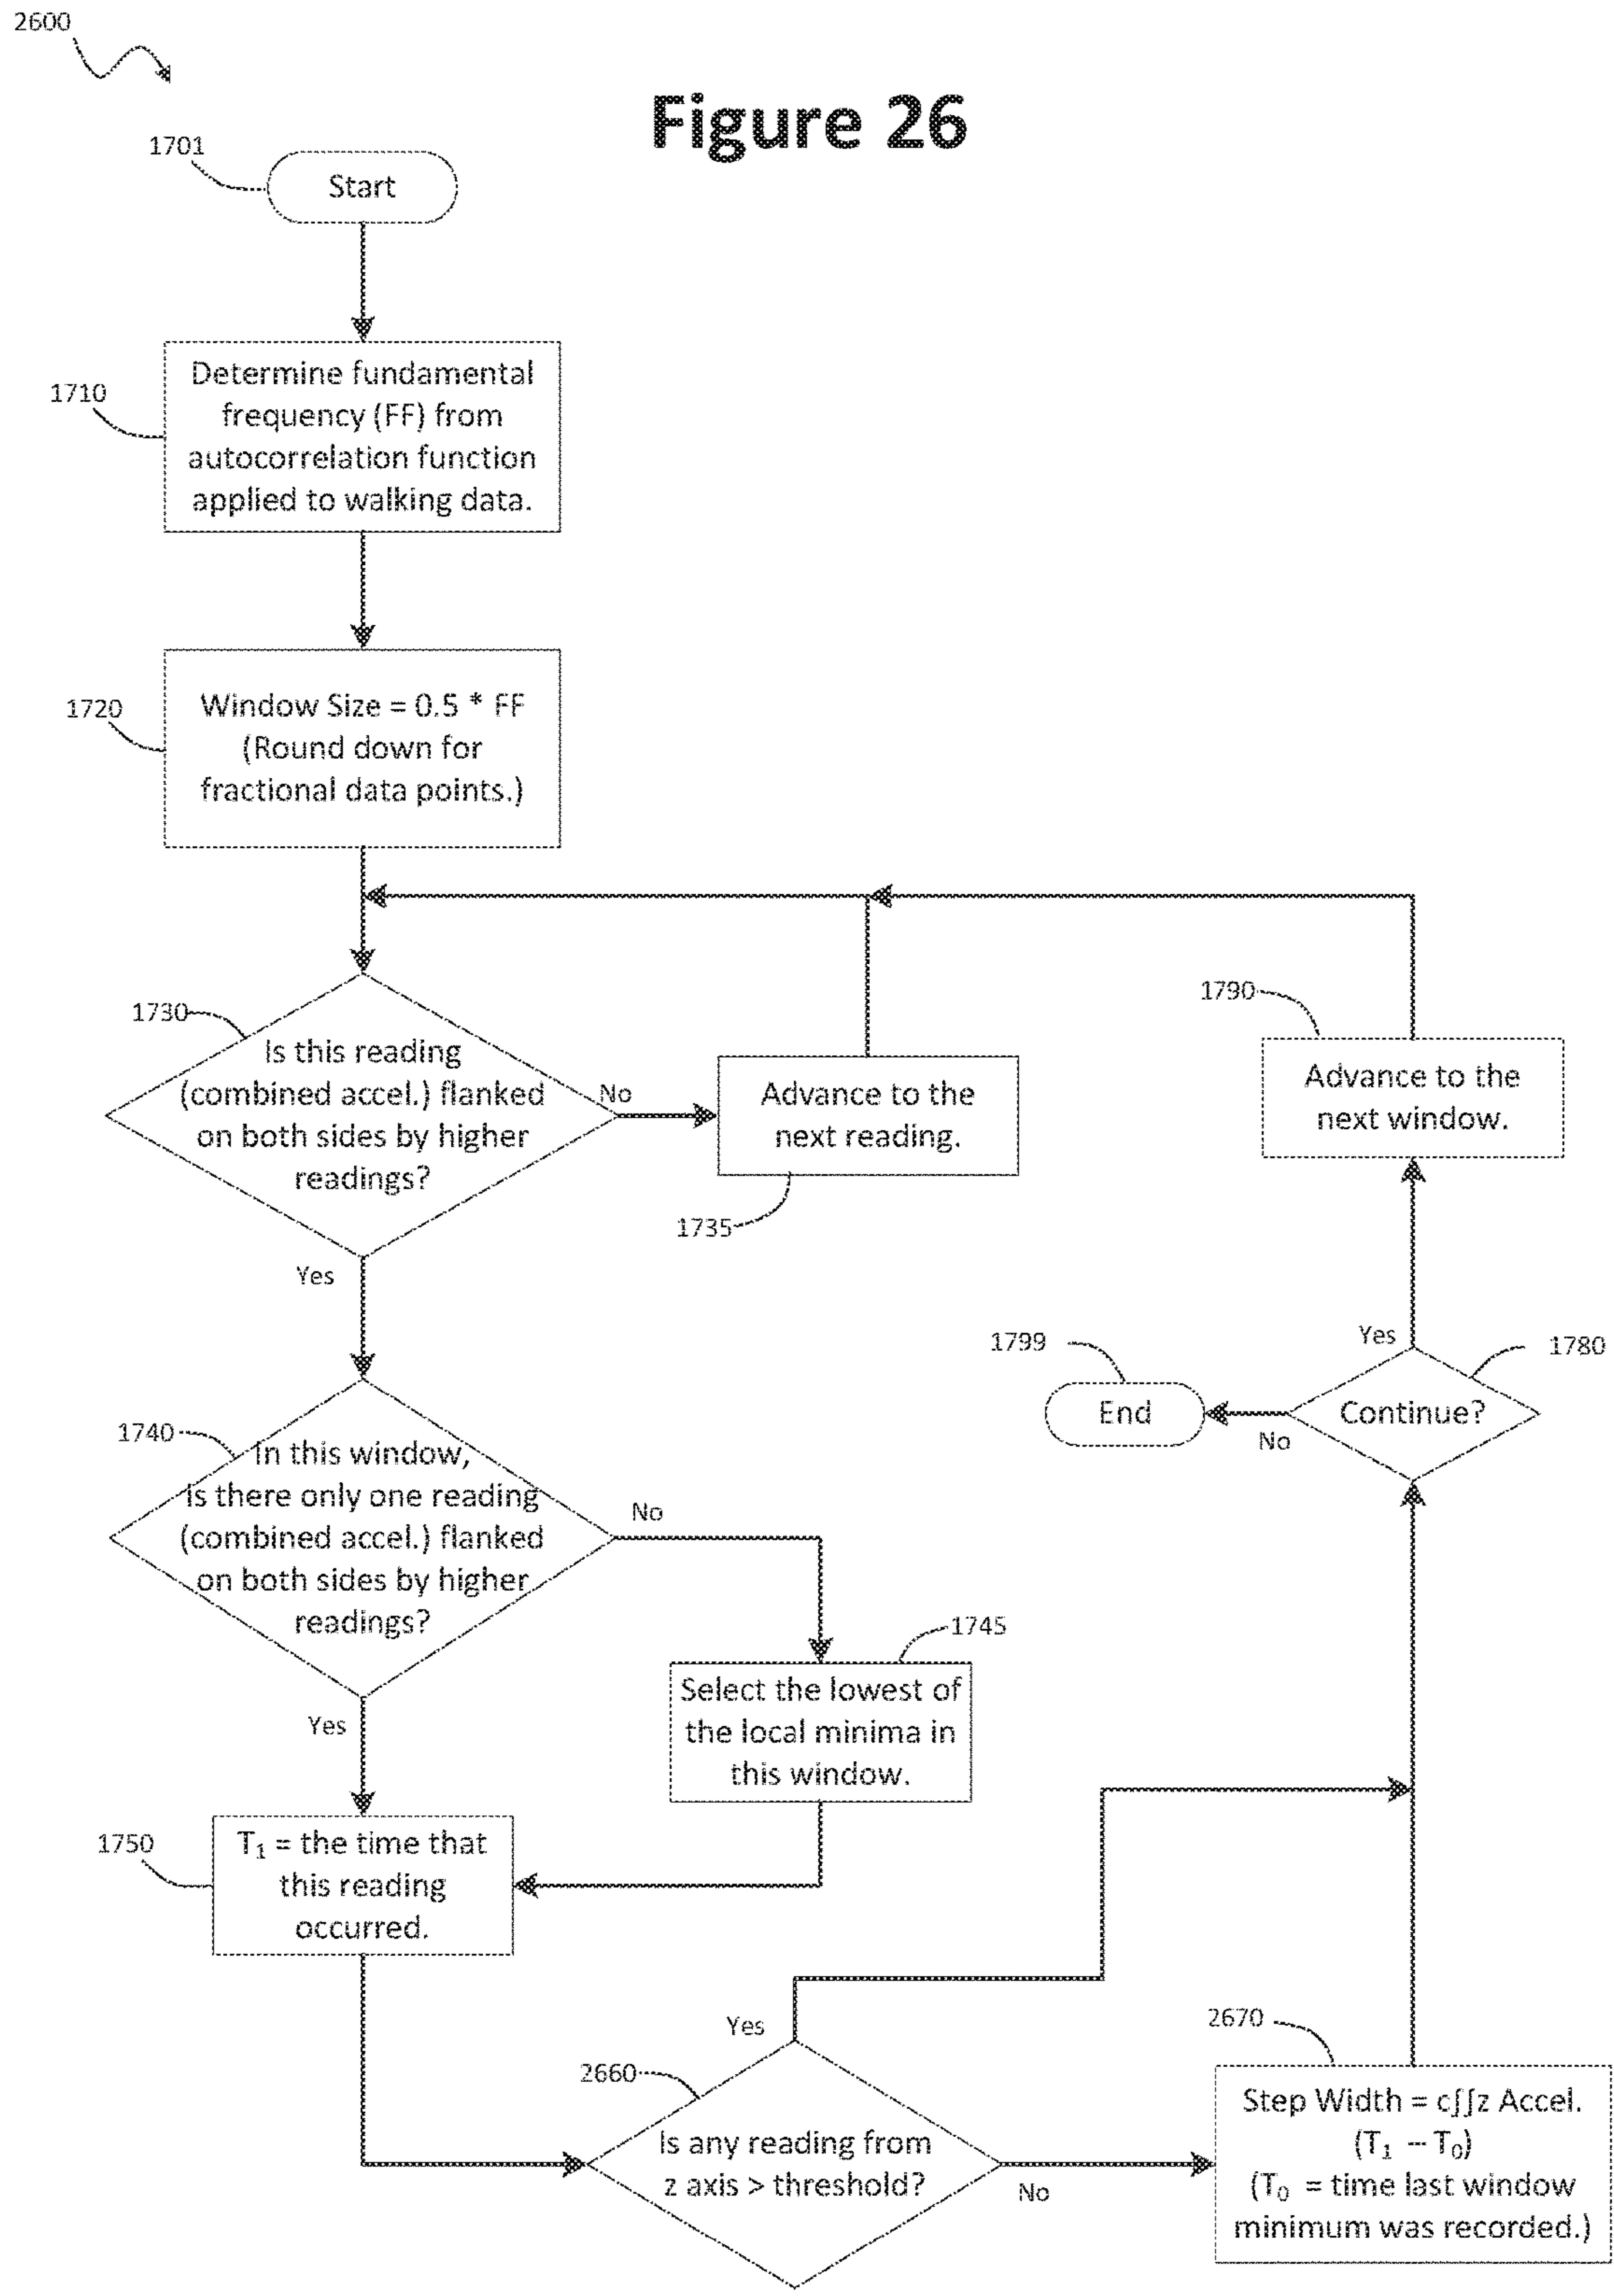 2600
Figure 26
1701
Start
1710
Determine fundamental
frequency (FF) from
autocorrelation function
applied to walking data.
1720
Window Size = 0.5 * FF
(Round down for
fractional data points.)
1730
Is this reading
(combined accel.) flanked
on both sides by higher
readings?
No
Advance to the
next reading.
1735
1790
Advance to the
next window.
Yes
1740
In this window,
is there only one reading
(combined accel.) flanked
on both sides by higher
readings?
No
1799
End
Yes
1780
Continue?
No
1745
Select the lowest of
the local minima in
this window.
Yes
1750
T₁ = the time that
this reading
occurred.
Yes
2660
Is any reading from
z axis > threshold?
No
2670
Step Width = c∫∫z Accel.
(T₁ – T₀)
(T₀ = time last window
minimum was recorded.)